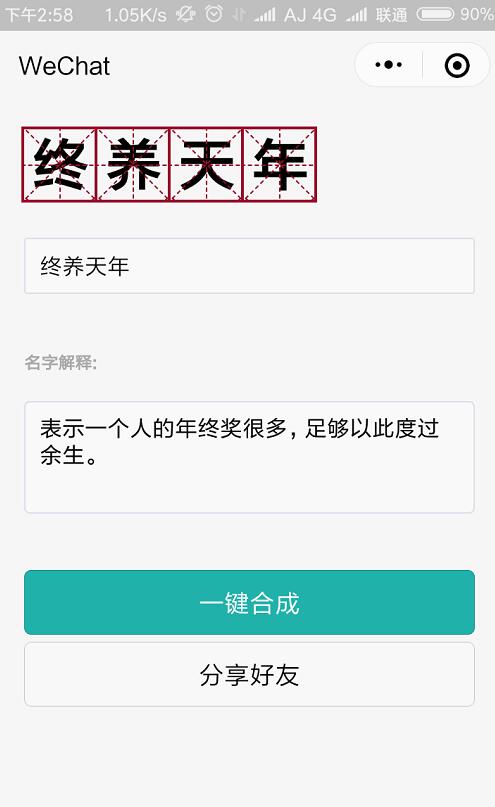 下午2:58 1.05K/s AJ 4G 联通 90%
WeChat
终养天年
终养天年
名字解释:
表示一个人的年终奖很多，足够以此度过
余生。
一键合成
分享好友